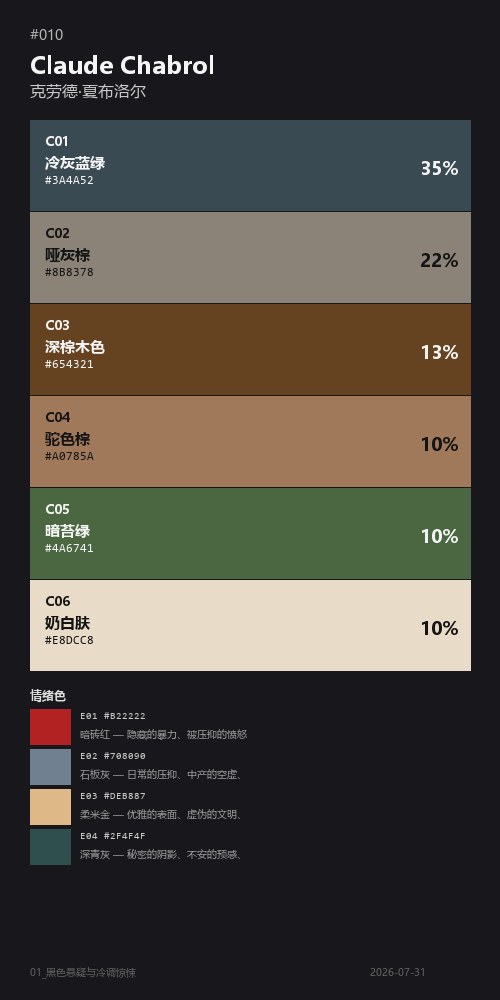 #010
Claude Chabrol
克劳德·夏布洛尔
C01
冷灰蓝绿
#3A4A52
35%
C02
哑灰棕
#8B8378
22%
C03
深棕木色
#654321
13%
C04
驼色棕
#A0785A
10%
C05
暗苔绿
#4A6741
10%
C06
奶白肤
#E8DCC8
10%
情绪色
E01 #B22222
暗砖红 — 隐蔽的暴力、被压抑的愤怒
E02 #708090
石板灰 — 日常的压抑、中产的空虚、
E03 #DEB887
柔米金 — 优雅的表面、虚伪的文明、
E04 #2F4F4F
深青灰 — 秘密的阴影、不安的预感、
01_黑色悬疑与冷调惊悚
2026-07-31